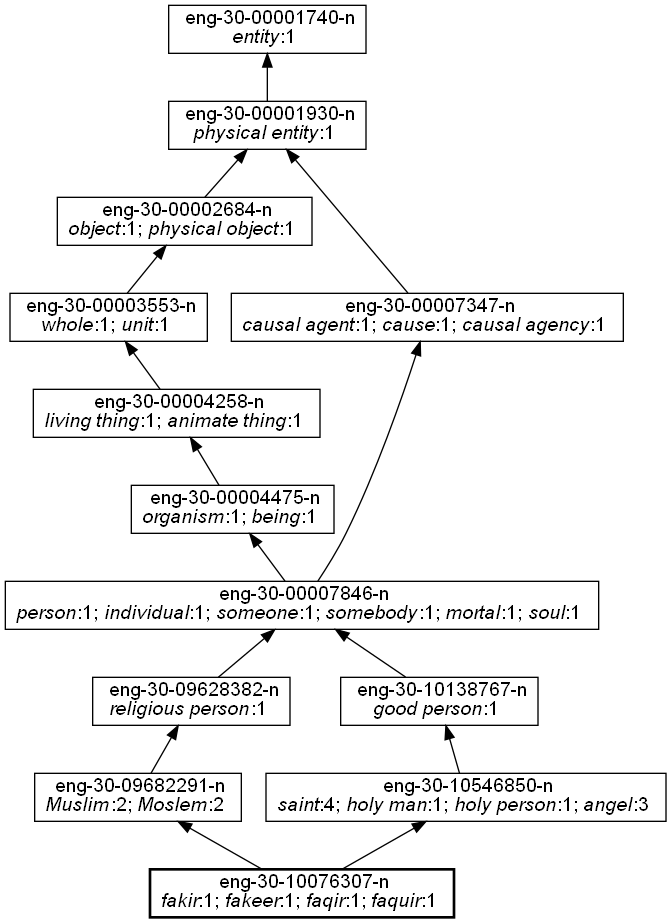 eng-30-00001740-n
entity:1
eng-30-00001930-n
physical entity:1
eng-30-00002684-n
object:1; physical object:1
eng-30-00003553-n
whole:1; unit:1
eng-30-00007347-n
causal agent:1; cause:1; causal agency:1
eng-30-00004258-n
living thing:1; animate thing:1
eng-30-00004475-n
organism:1; being:1
eng-30-00007846-n
person:1; individual:1; someone:1; somebody:1; mortal:1; soul:1
eng-30-09628382-n
religious person:1
eng-30-10138767-n
good person:1
eng-30-09682291-n
Muslim:2; Moslem:2
eng-30-10546850-n
saint:4; holy man:1; holy person:1; angel:3
eng-30-10076307-n
fakir:1; fakeer:1; faqir:1; faquir:1